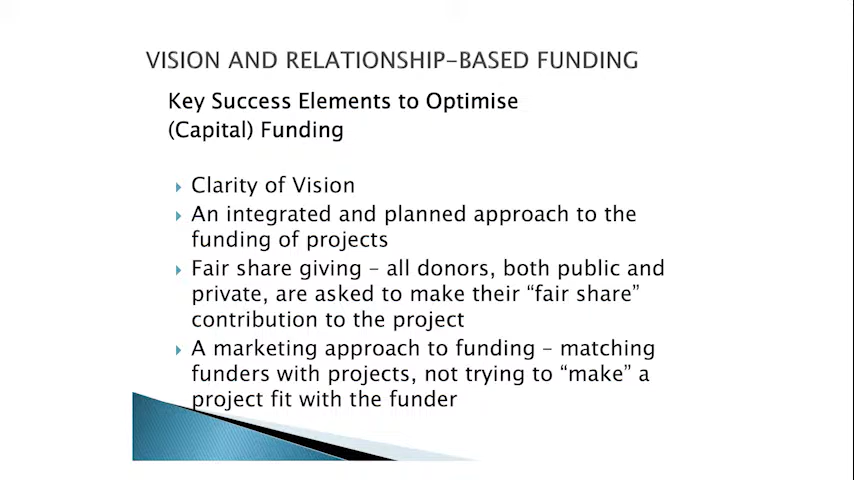 VISION AND RELATIONSHIP-BASED FUNDING
Key Success Elements to Optimise
(Capital) Funding
Clarity of Vision
An integrated and planned approach to the
funding of projects
Fair share giving – all donors, both public and
private, are asked to make their “fair share”
contribution to the project
A marketing approach to funding – matching
funders with projects, not trying to “make” a
project fit with the funder